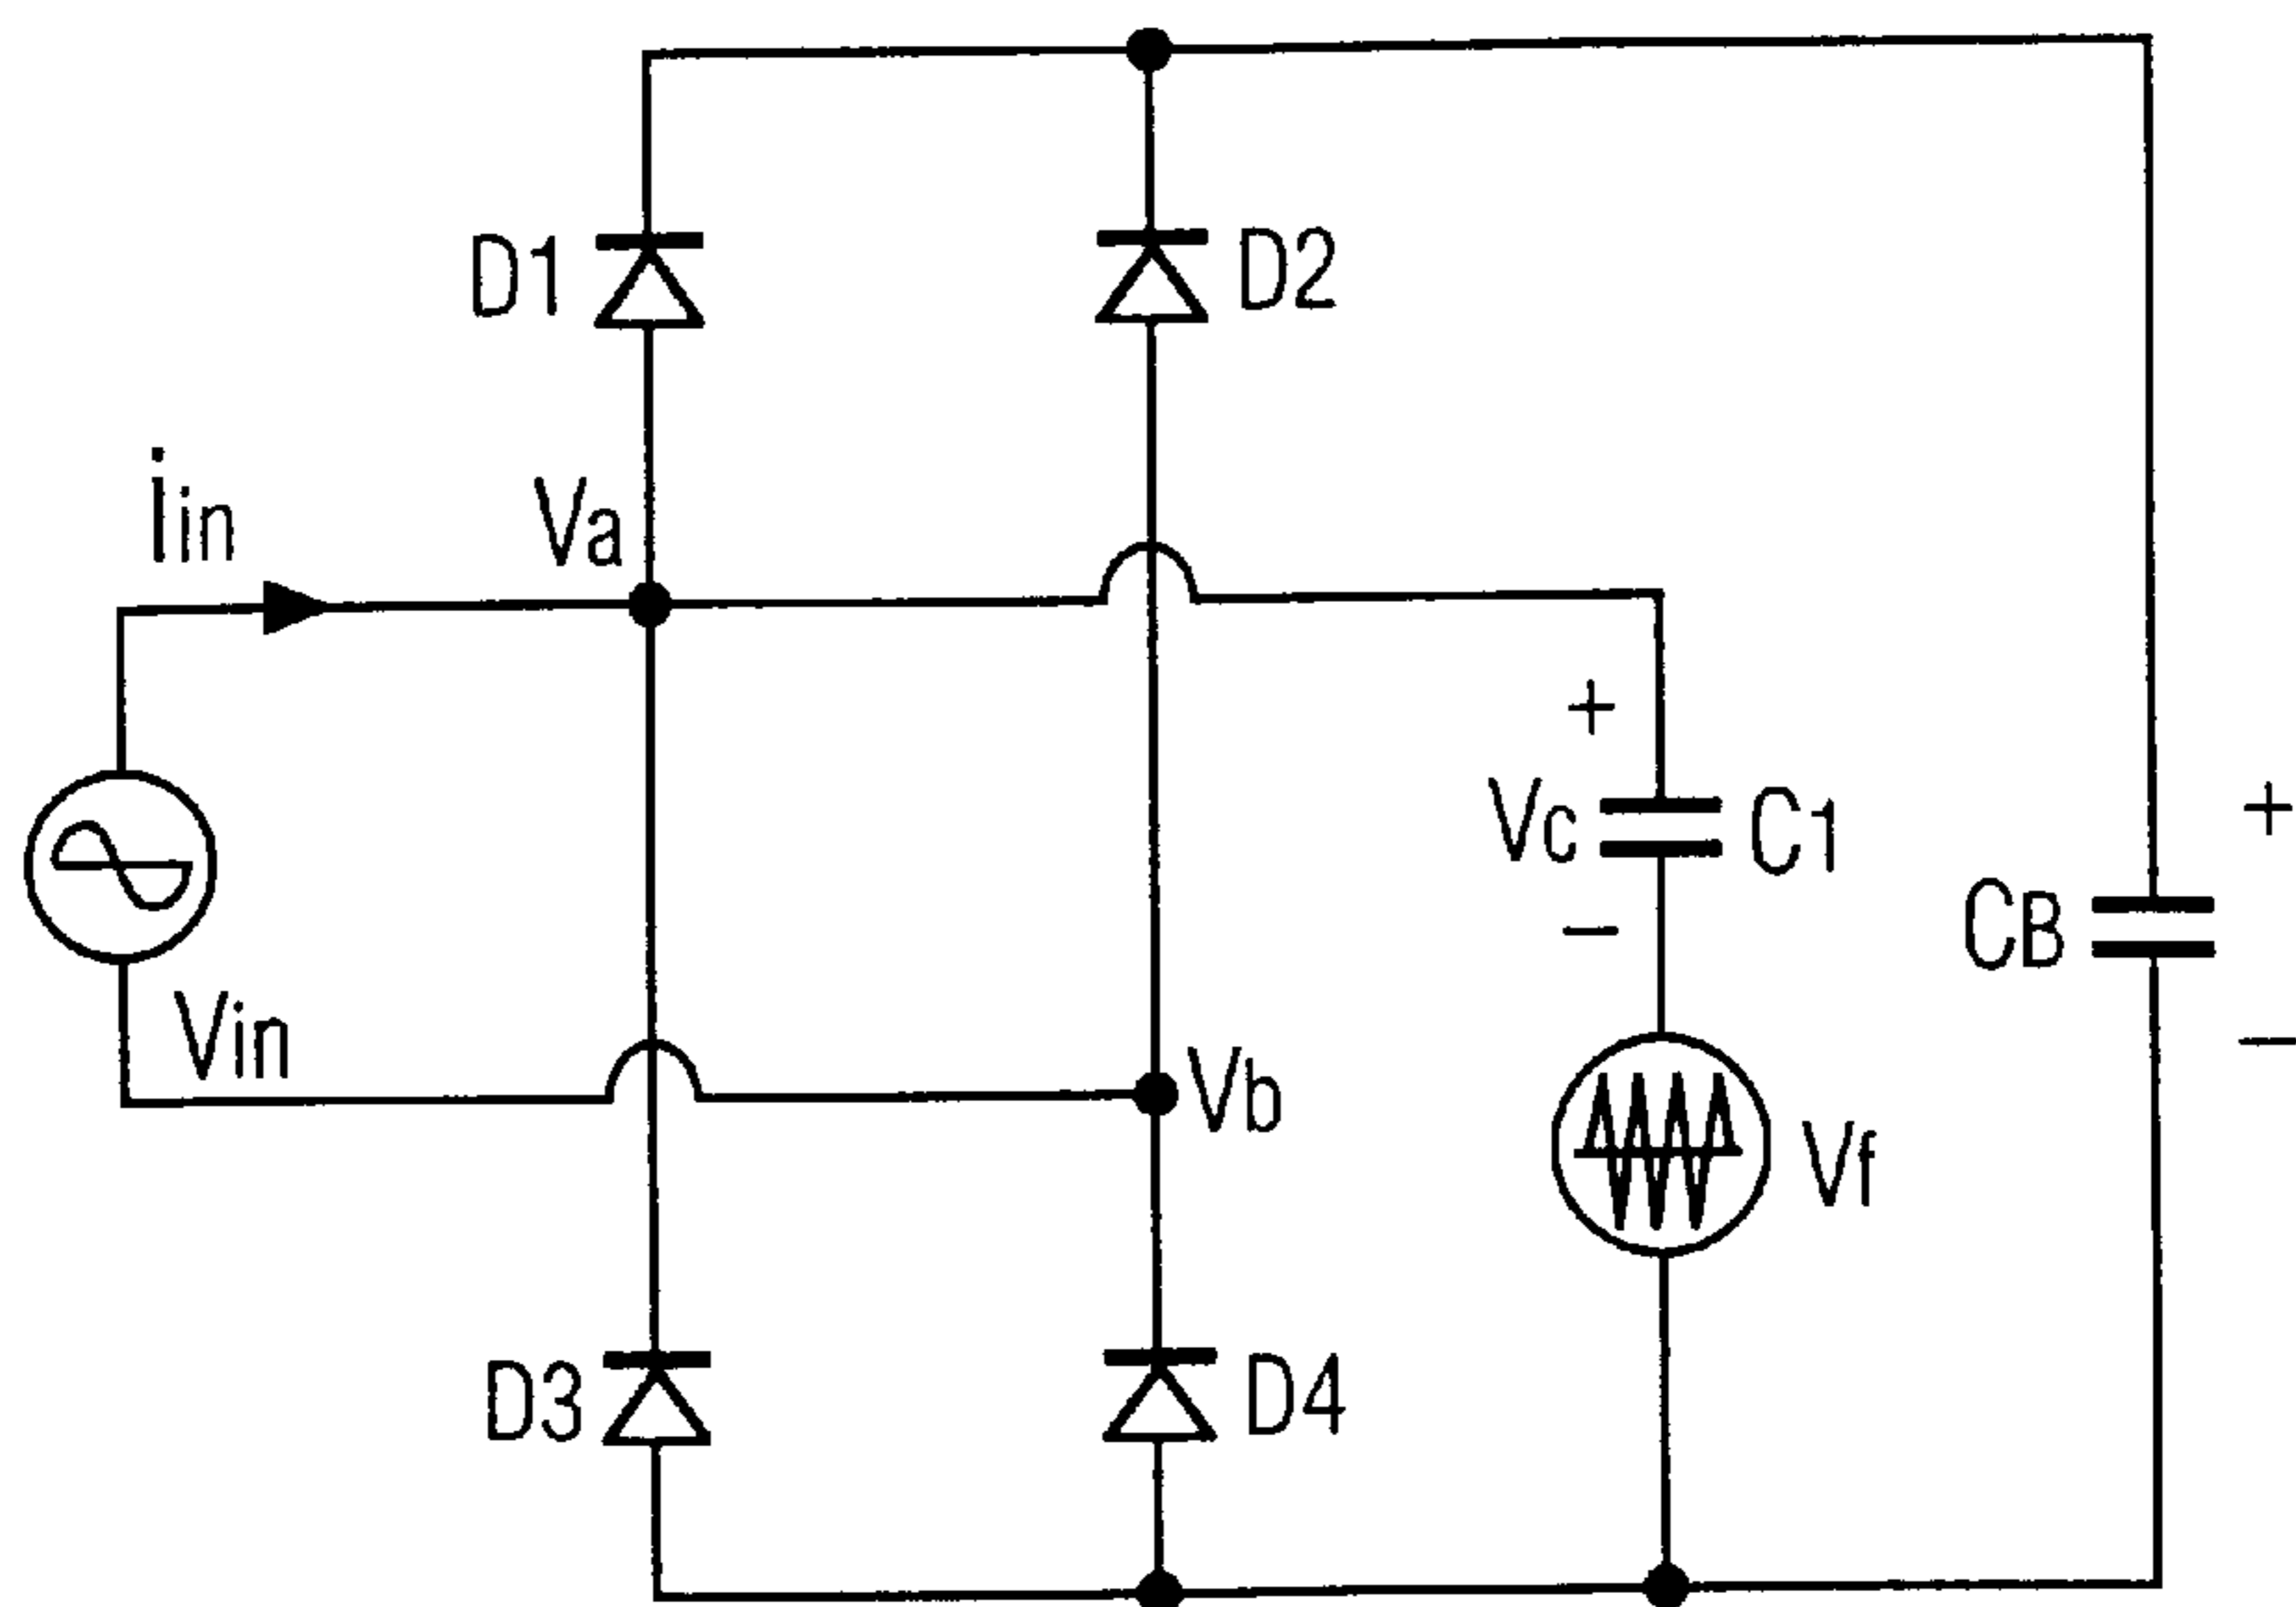 D1
D2
iin
Va
+
Vc
C1
+
CB
−
Vin
−
Vb
Vf
D3
D4